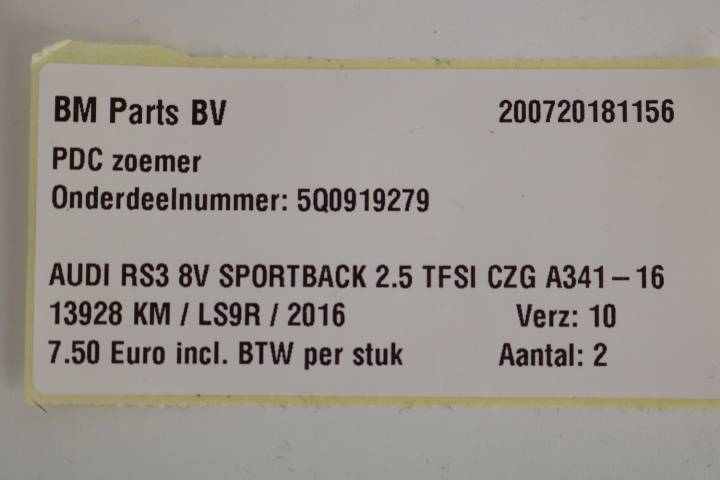 BM Parts BV 200720181156
PDC zoemer
Onderdeelnummer: 5Q0919279
AUDI RS3 8V SPORTBACK 2.5 TFSI CZG A341-16
13928 KM / LS9R / 2016 Verz: 10
7.50 Euro incl. BTW per stuk Aantal: 2